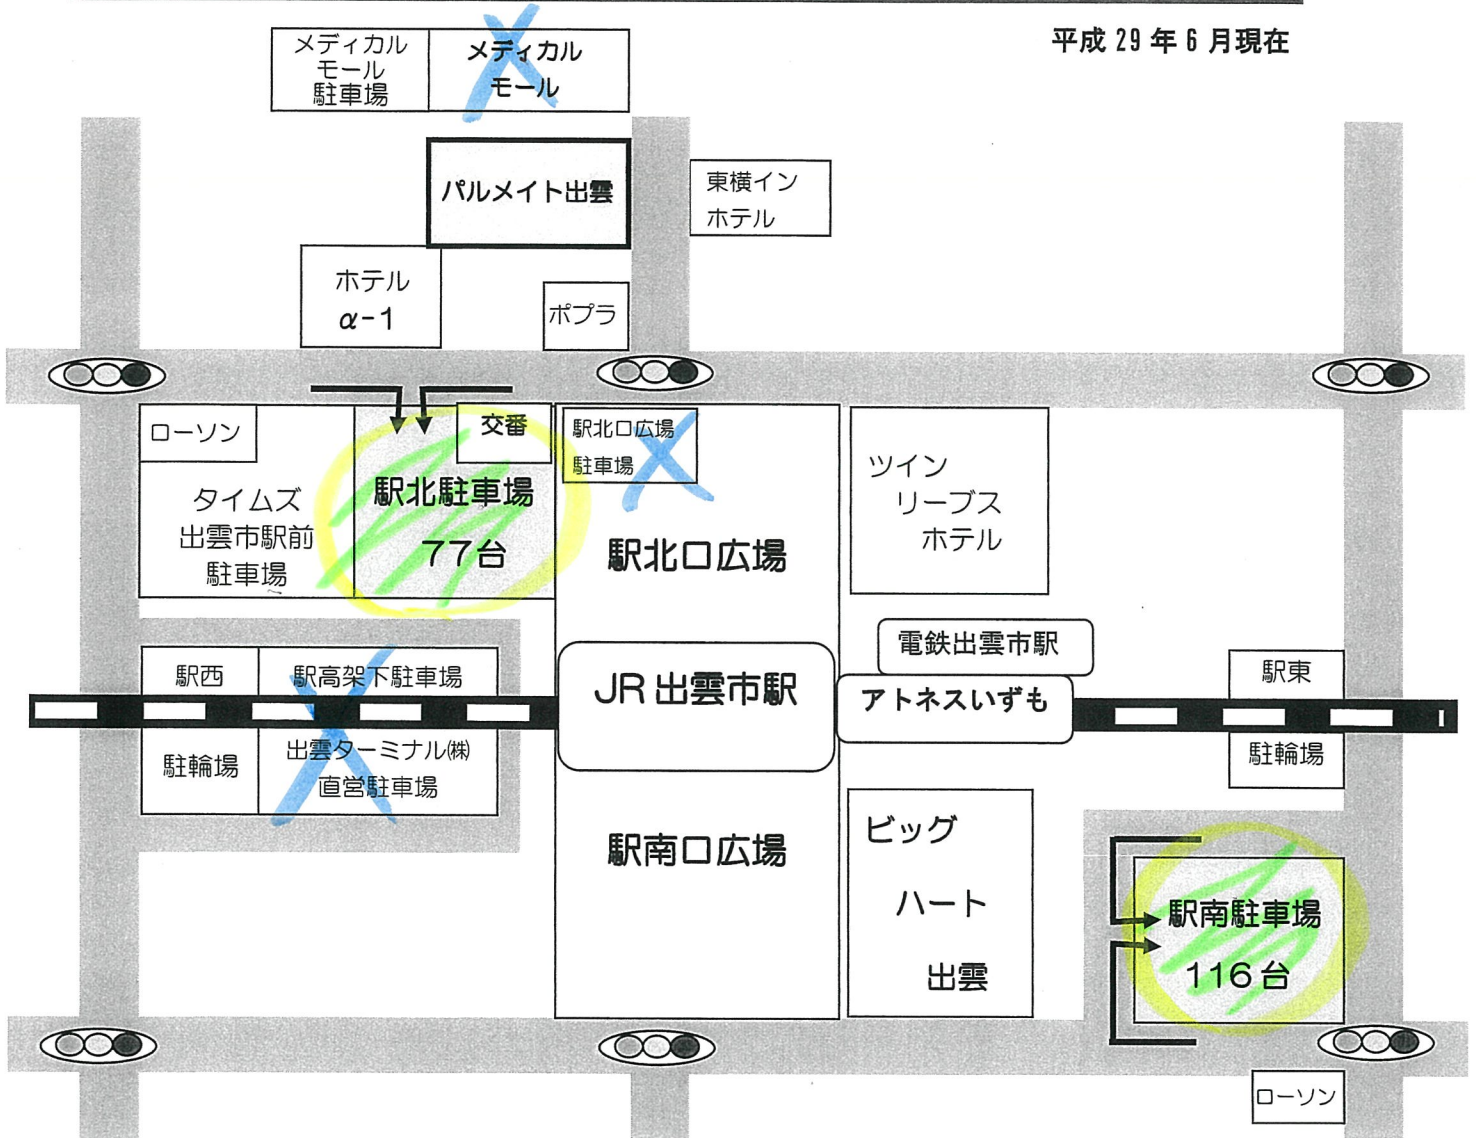 平成 29 年 6 月現在
メディカル
モール
駐車場
メディカル
モール
パルメイト出雲
東横イン
ホテル
ホテル
α-1
ポプラ
ローソン
タイムズ
出雲市駅前
駐車場
交番
駅北駐車場
77台
駅北口広場
駐車場
駅北口広場
ツイン
リーブス
ホテル
電鉄出雲市駅
駅西
駐輪場
駅高架下駐車場
出雲ターミナル㈱
直営駐車場
JR 出雲市駅
アトネスいずも
駅東
駐輪場
駅南口広場
ビッグ
ハート
出雲
駅南駐車場
116台
ローソン